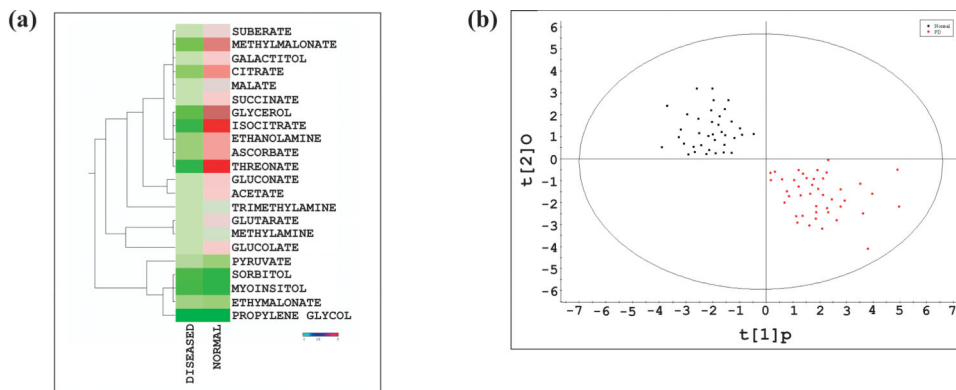 (a)
SUBERATE
METHYLMALONATE
GALACTITOL
CITRATE
MALATE
SUCCINATE
GLYCEROL
ISOCITRATE
ETHANOLAMINE
ASCORBATE
THREONATE
GLUCONATE
ACETATE
TRIMETHYLAMINE
GLUTARATE
METHYLAMINE
GLUCOLATE
PYRUVATE
SORBITOL
MYOINSITOL
ETHYMALONATE
PROPYLENE GLYCOL
DISEASED
NORMAL
(b)
Normal
PD
6
5
4
3
2
1
0
-1
-2
-3
-4
-5
-6
t[2]O
-7 -6 -5 -4 -3 -2 -1 0 1 2 3 4 5 6 7
t[1]p